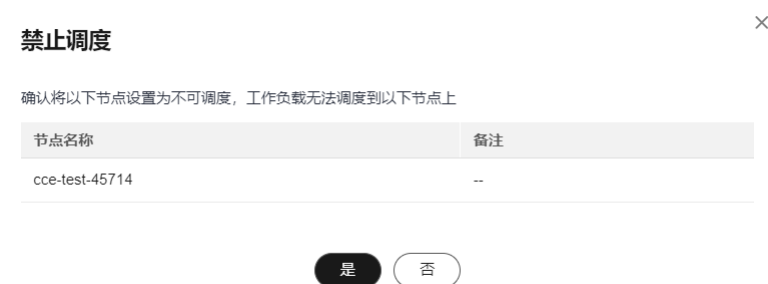 禁止调度
确认将以下节点设置为不可调度，工作负载无法调度到以下节点上
节点名称 备注
cce-test-45714 --
是 否